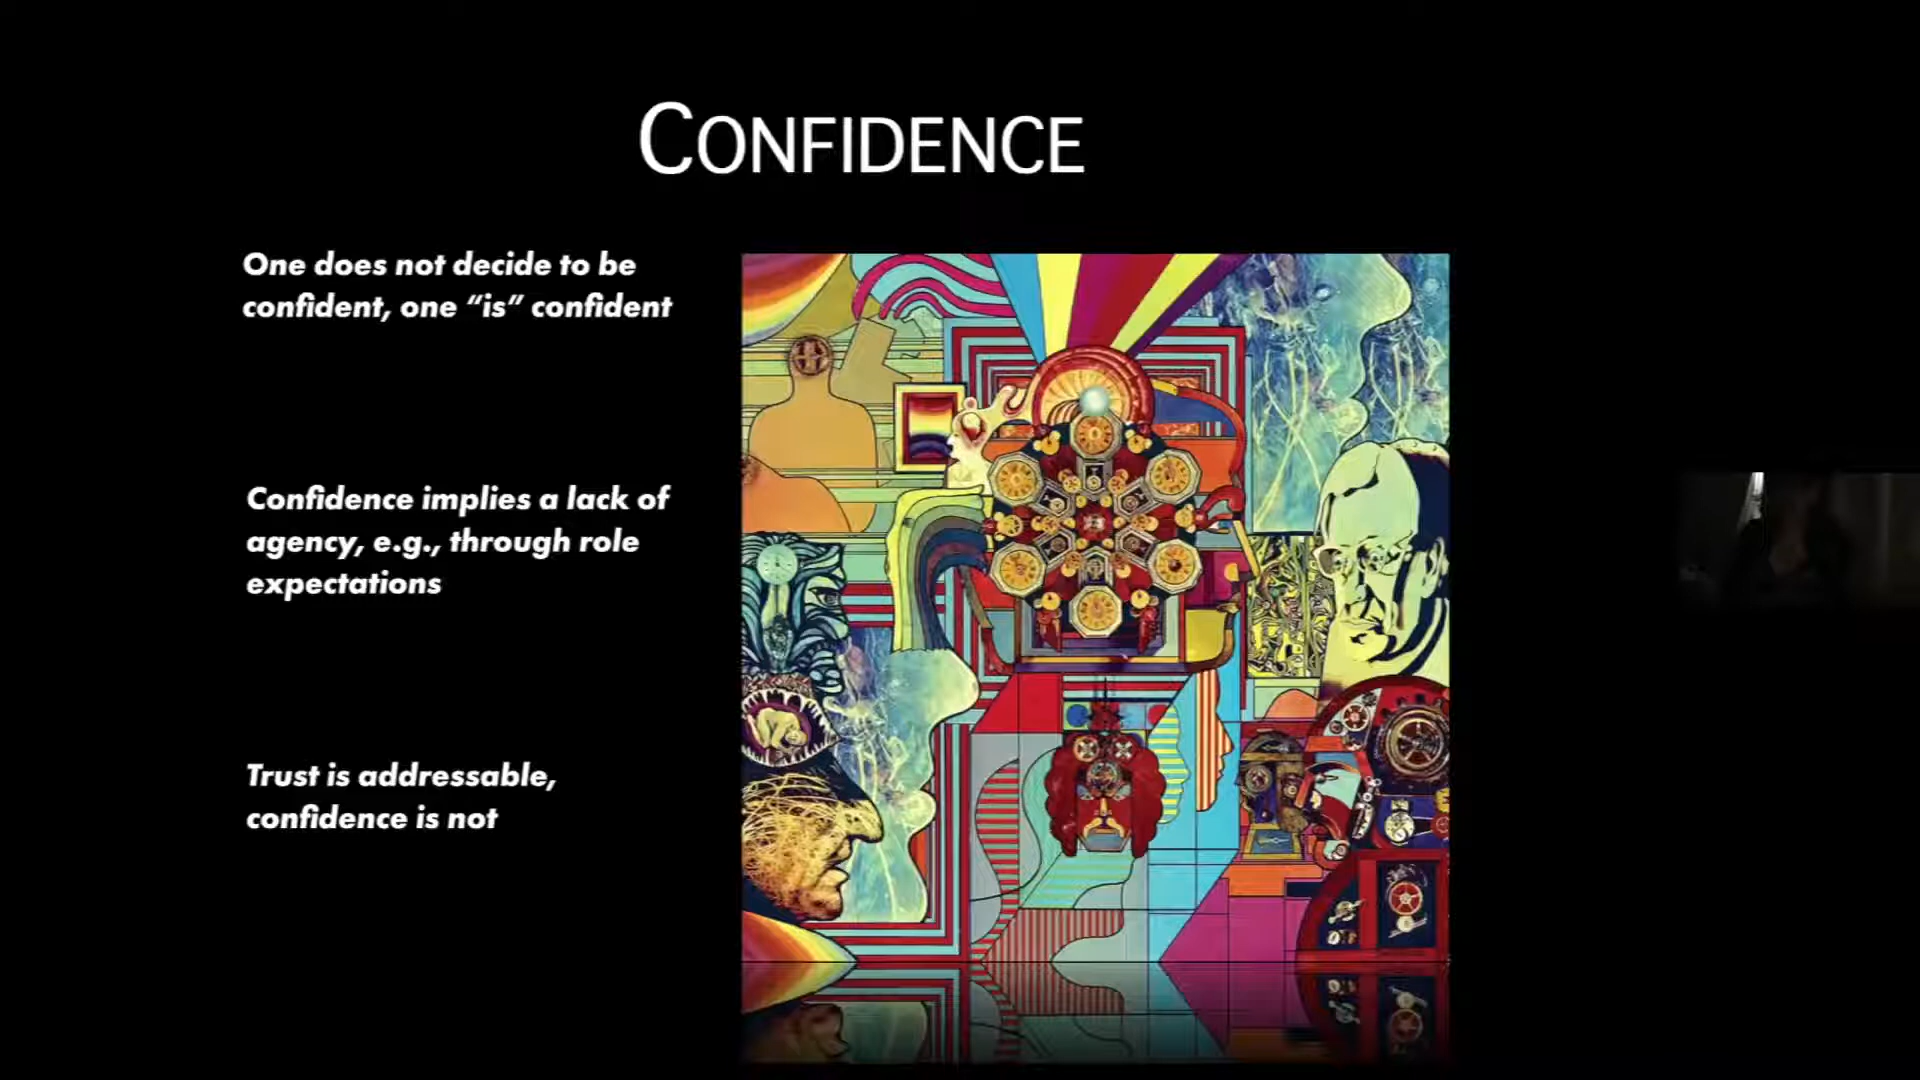 CONFIDENCE
One does not decide to be
confident, one “is” confident
Confidence implies a lack of
agency, e.g., through role
expectations
Trust is addressable,
confidence is not